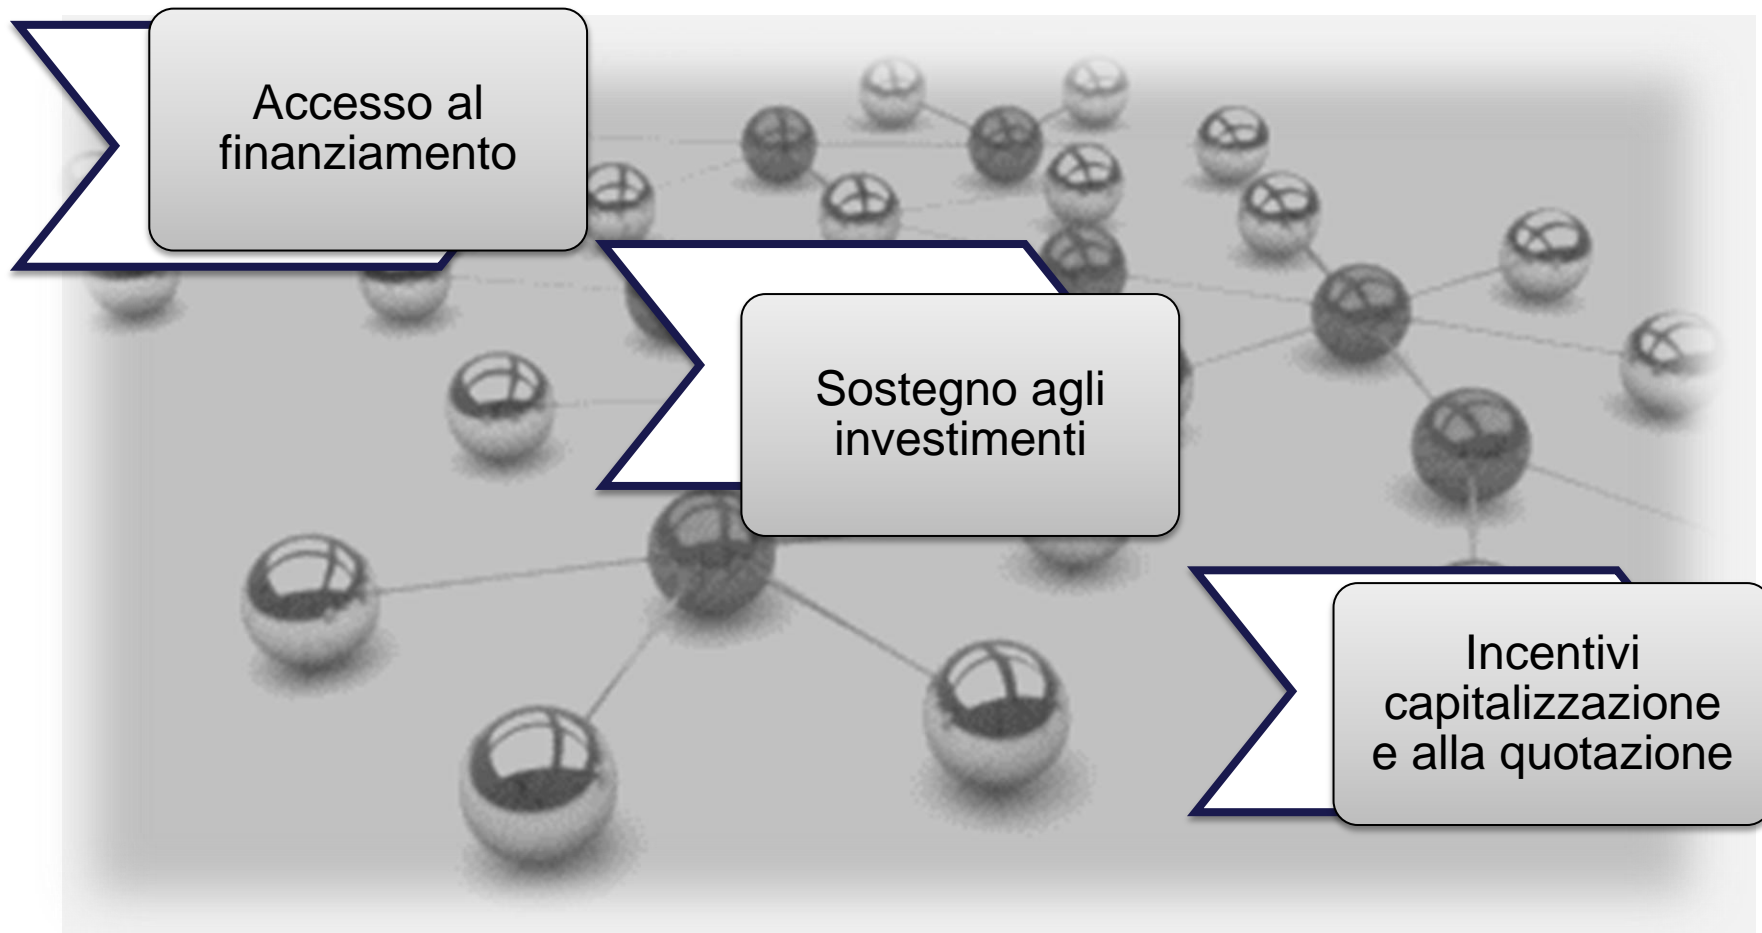 Accesso al
finanziamento
Sostegno agli
investimenti
Incentivi
capitalizzazione
e alla quotazione